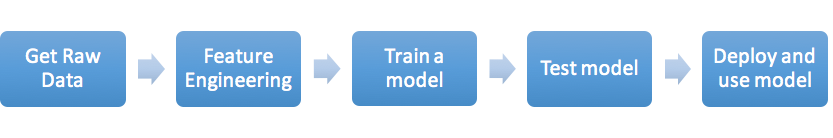 Get Raw
Data
Feature
Engineering
Train a
model
Test model
Deploy and
use model